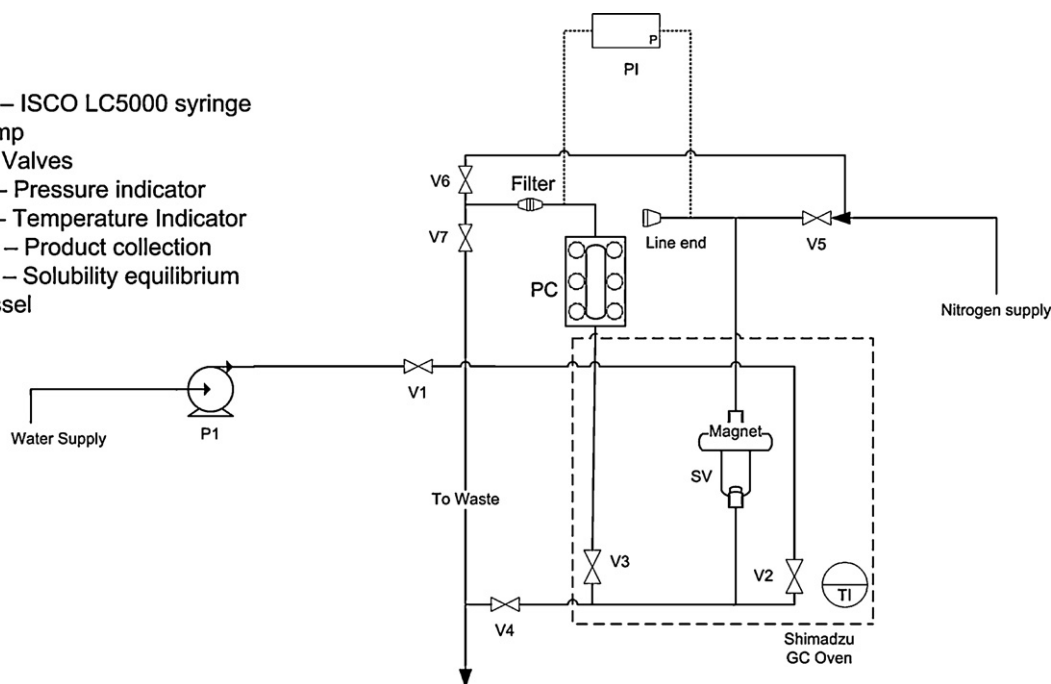 – ISCO LC5000 syringe
mp
Valves
– Pressure indicator
– Temperature Indicator
– Product collection
– Solubility equilibrium
ssel
P
PI
V6
Filter
V7
Line end
V5
PC
Nitrogen supply
V1
Water Supply
P1
Magnet
SV
To Waste
V3
V2
TI
V4
Shimadzu
GC Oven